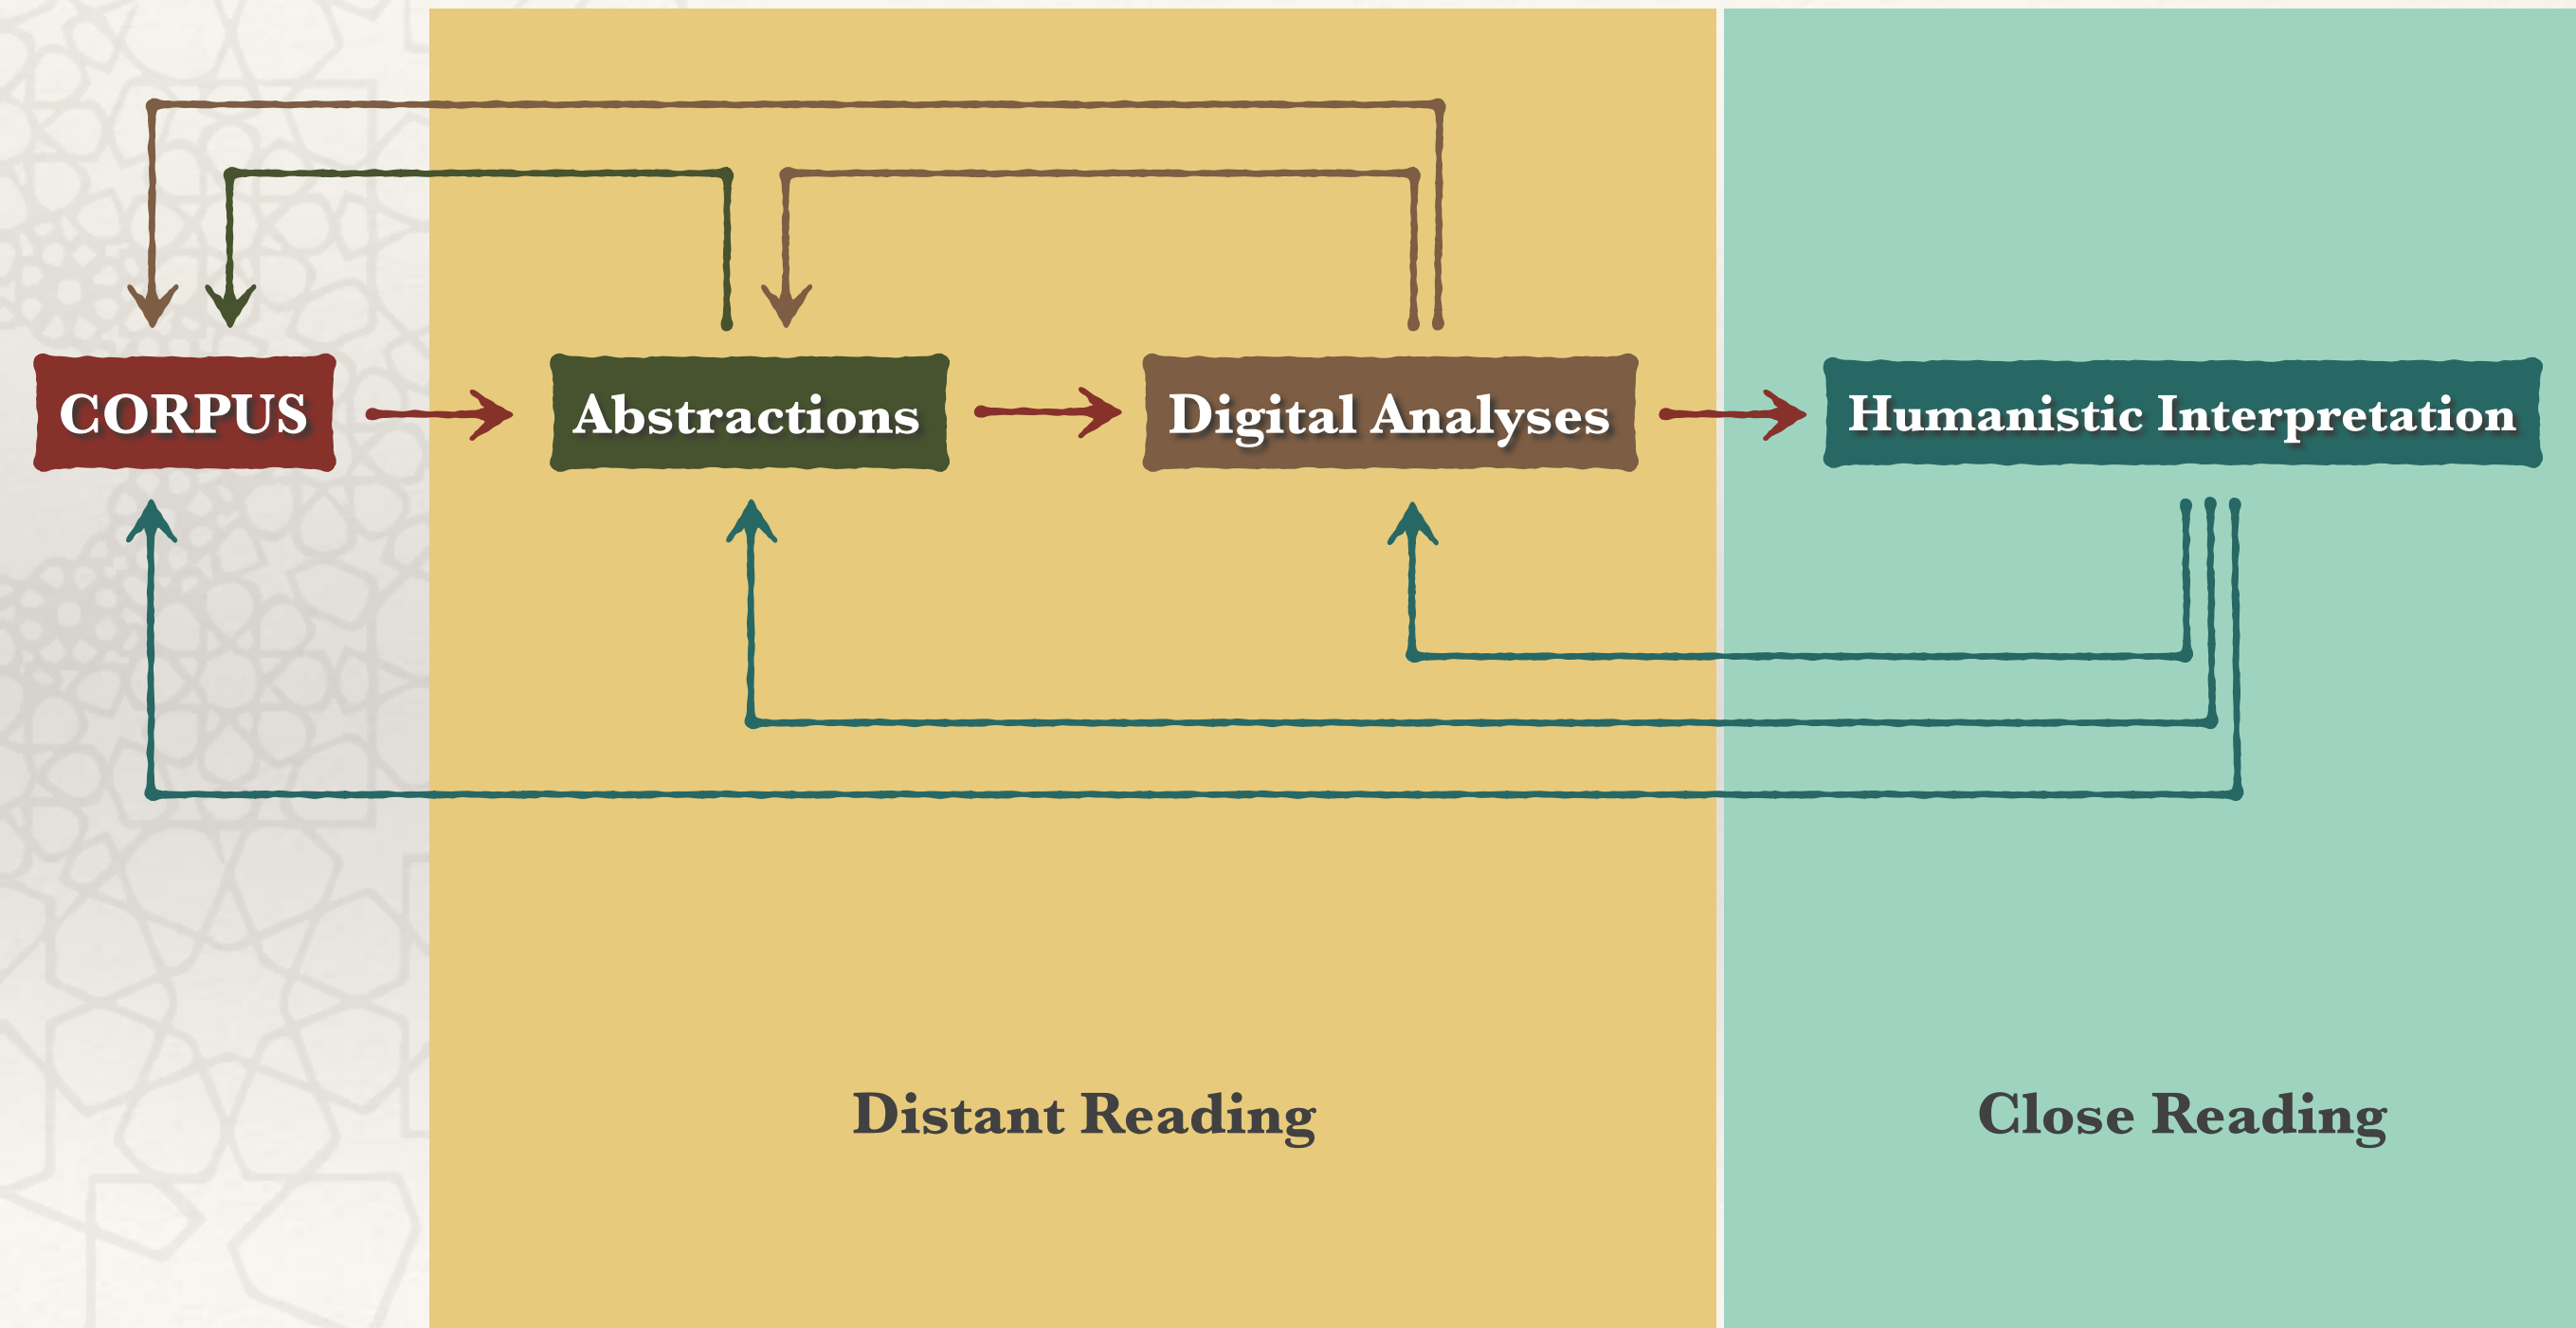 CORPUS
Abstractions
Digital Analyses
Humanistic Interpretation
Distant Reading
Close Reading